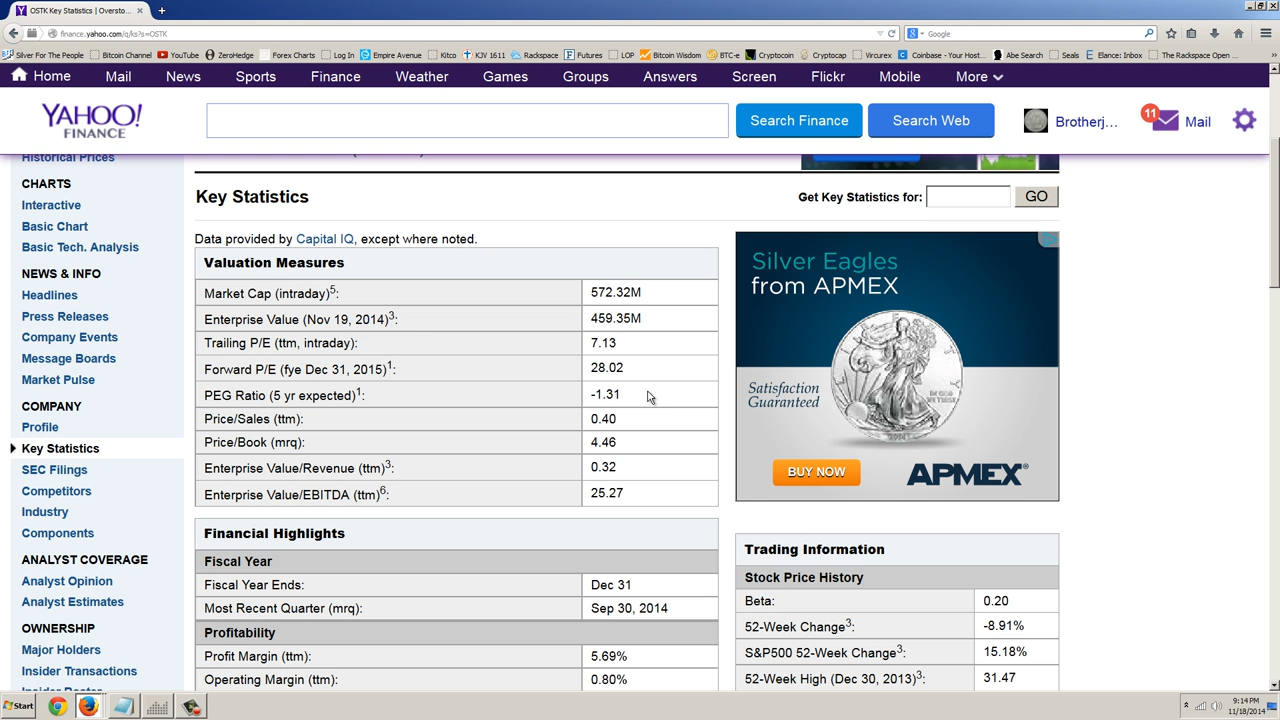 OSTK Key Statistics | Oversto...
finance.yahoo.com/q/ks?s=OSTK
Google
Silver For The People Bitcoin Channel YouTube ZeroHedge Forex Charts Log In Empire Avenue Kitco KJV 1611 Rackspace Futures LOP Bitcoin Wisdom BTC-e Cryptocoin Cryptocap Vircurex Coinbase - Your Host... Abe Search Seals Elance: Inbox The Rackspace Open ...
Home Mail News Sports Finance Weather Games Groups Answers Screen Flickr Mobile More
YAHOO!
FINANCE
Search Finance Search Web
Brotherj...
11 Mail
Historical Prices
CHARTS
Interactive
Basic Chart
Basic Tech. Analysis
NEWS & INFO
Headlines
Press Releases
Company Events
Message Boards
Market Pulse
COMPANY
Profile
Key Statistics
SEC Filings
Competitors
Industry
Components
ANALYST COVERAGE
Analyst Opinion
Analyst Estimates
OWNERSHIP
Major Holders
Insider Transactions
Insider Roster
Key Statistics
Get Key Statistics for: GO
Data provided by Capital IQ, except where noted.
Valuation Measures
Market Cap (intraday)5: 572.32M
Enterprise Value (Nov 19, 2014)3: 459.35M
Trailing P/E (ttm, intraday): 7.13
Forward P/E (fye Dec 31, 2015)1: 28.02
PEG Ratio (5 yr expected)1: -1.31
Price/Sales (ttm): 0.40
Price/Book (mrq): 4.46
Enterprise Value/Revenue (ttm)3: 0.32
Enterprise Value/EBITDA (ttm)6: 25.27
Financial Highlights
Fiscal Year
Fiscal Year Ends: Dec 31
Most Recent Quarter (mrq): Sep 30, 2014
Profitability
Profit Margin (ttm): 5.69%
Operating Margin (ttm): 0.80%
Silver Eagles
from APMEX
Satisfaction
Guaranteed
BUY NOW
APMEX
Trading Information
Stock Price History
Beta: 0.20
52-Week Change3: -8.91%
S&P500 52-Week Change3: 15.18%
52-Week High (Dec 30, 2013)3: 31.47
Start
9:14 PM
11/18/2014